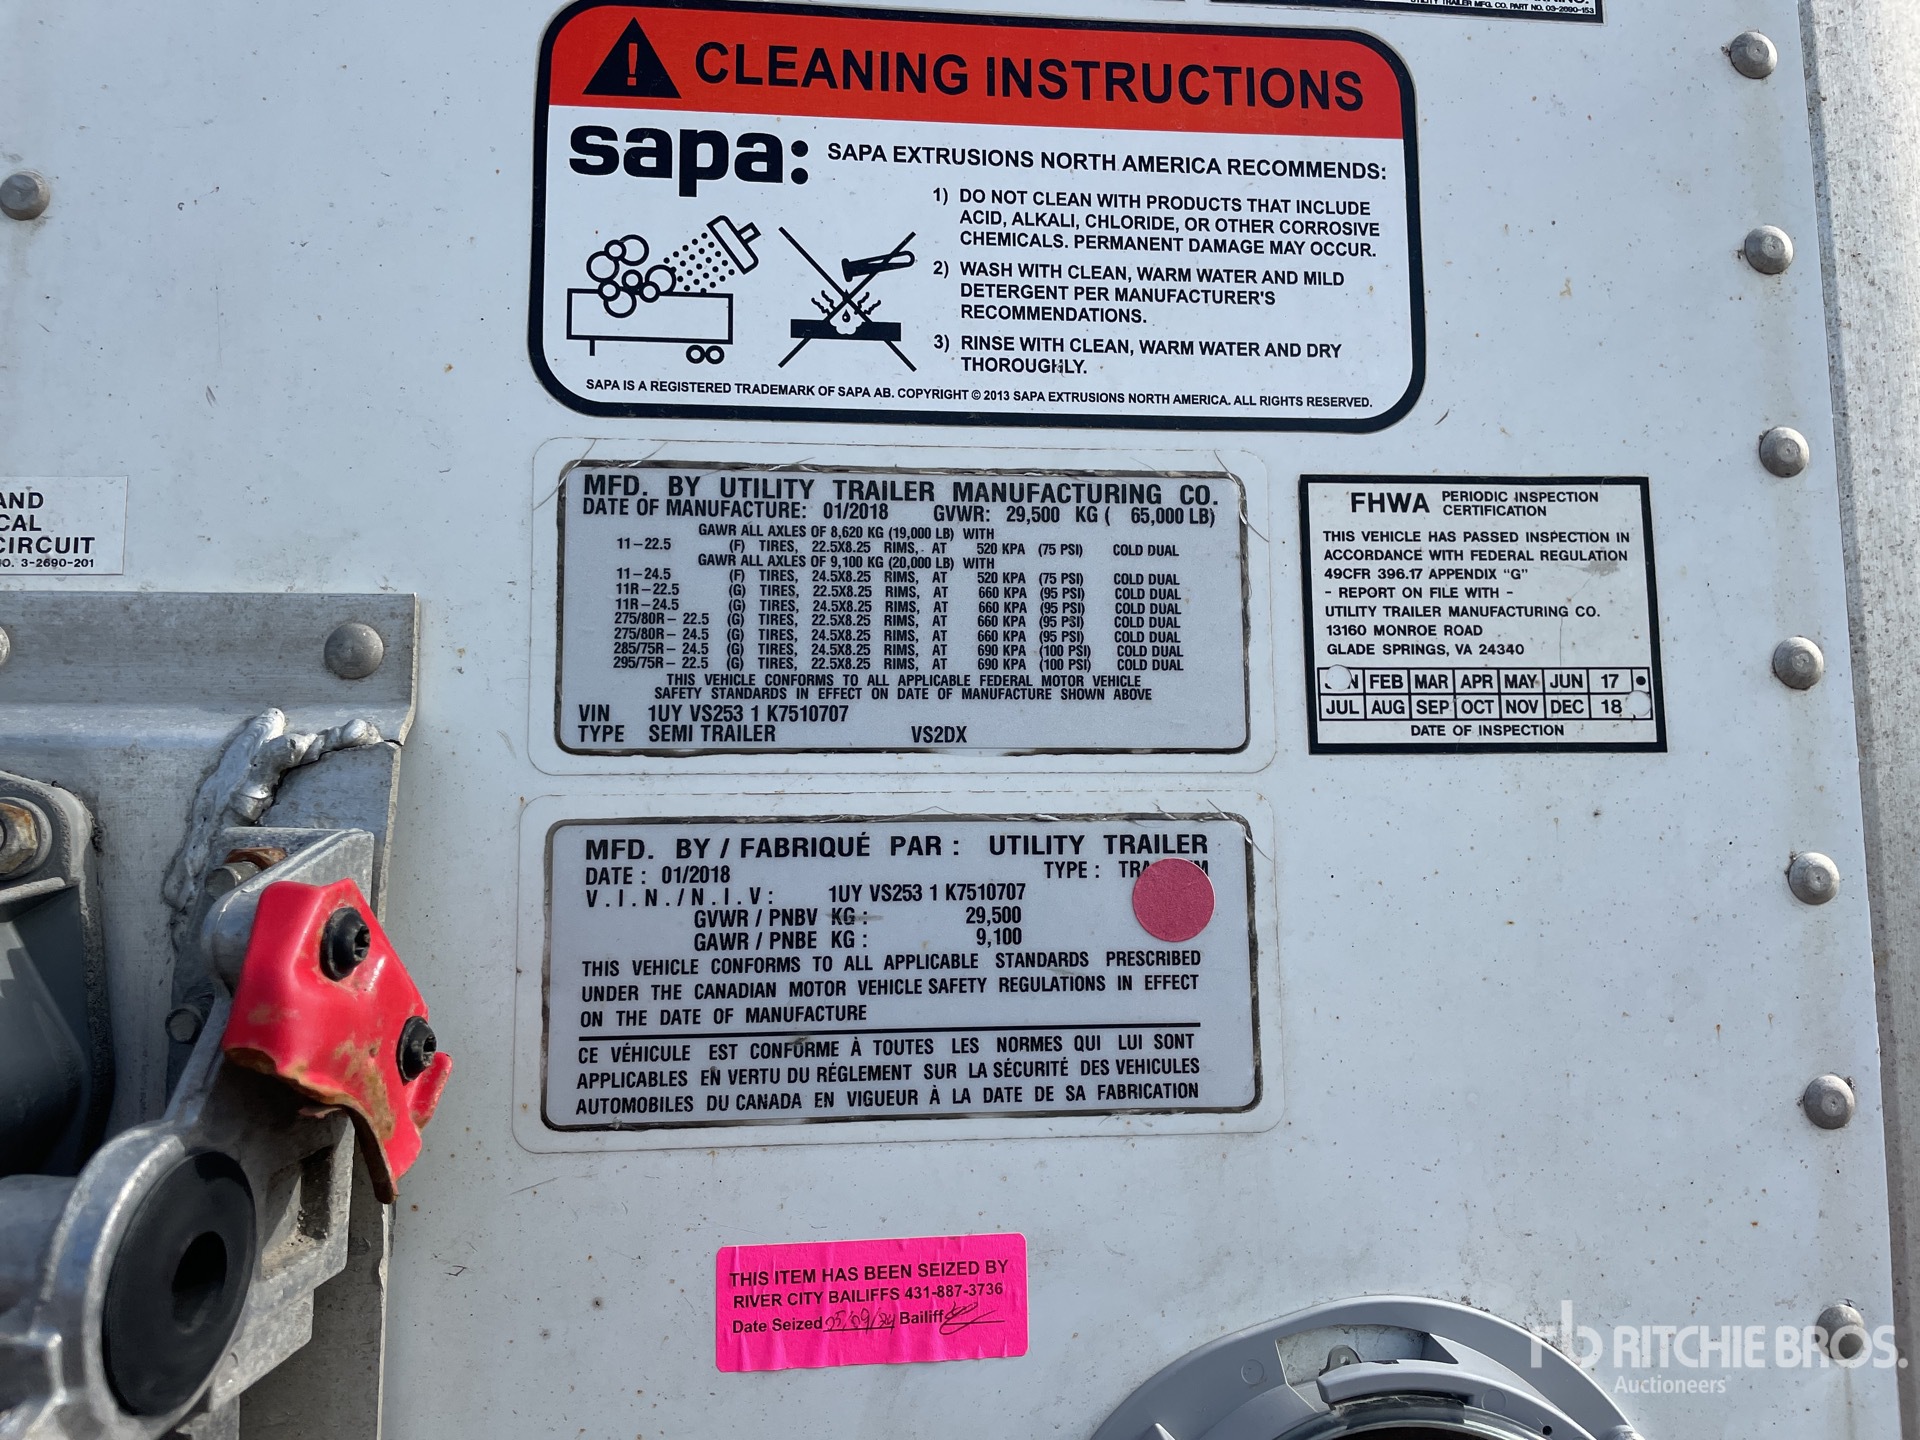 UTILITY TRAILER MFG. CO. PART NO. 03-2690-153
! CLEANING INSTRUCTIONS
sapa:
SAPA EXTRUSIONS NORTH AMERICA RECOMMENDS:
1) DO NOT CLEAN WITH PRODUCTS THAT INCLUDE
ACID, ALKALI, CHLORIDE, OR OTHER CORROSIVE
CHEMICALS. PERMANENT DAMAGE MAY OCCUR.
2) WASH WITH CLEAN, WARM WATER AND MILD
DETERGENT PER MANUFACTURER'S
RECOMMENDATIONS.
3) RINSE WITH CLEAN, WARM WATER AND DRY
THOROUGHLY.
SAPA IS A REGISTERED TRADEMARK OF SAPA AB. COPYRIGHT © 2013 SAPA EXTRUSIONS NORTH AMERICA. ALL RIGHTS RESERVED.
AND
CAL
CIRCUIT
NO. 3-2690-201
MFD. BY UTILITY TRAILER MANUFACTURING CO.
DATE OF MANUFACTURE: 01/2018 GVWR: 29,500 KG ( 65,000 LB)
GAWR ALL AXLES OF 8,620 KG (19,000 LB) WITH
11-22.5 (F) TIRES, 22.5X8.25 RIMS, AT 520 KPA (75 PSI) COLD DUAL
GAWR ALL AXLES OF 9,100 KG (20,000 LB) WITH
11-24.5 (F) TIRES, 24.5X8.25 RIMS, AT 520 KPA (75 PSI) COLD DUAL
11R-22.5 (G) TIRES, 22.5X8.25 RIMS, AT 660 KPA (95 PSI) COLD DUAL
11R-24.5 (G) TIRES, 24.5X8.25 RIMS, AT 660 KPA (95 PSI) COLD DUAL
275/80R-22.5 (G) TIRES, 22.5X8.25 RIMS, AT 660 KPA (95 PSI) COLD DUAL
275/80R-24.5 (G) TIRES, 24.5X8.25 RIMS, AT 660 KPA (95 PSI) COLD DUAL
285/75R-24.5 (G) TIRES, 24.5X8.25 RIMS, AT 690 KPA (100 PSI) COLD DUAL
295/75R-22.5 (G) TIRES, 22.5X8.25 RIMS, AT 690 KPA (100 PSI) COLD DUAL
THIS VEHICLE CONFORMS TO ALL APPLICABLE FEDERAL MOTOR VEHICLE
SAFETY STANDARDS IN EFFECT ON DATE OF MANUFACTURE SHOWN ABOVE
VIN 1UY VS253 1 K7510707
TYPE SEMI TRAILER VS2DX
FHWA PERIODIC INSPECTION
CERTIFICATION
THIS VEHICLE HAS PASSED INSPECTION IN
ACCORDANCE WITH FEDERAL REGULATION
49CFR 396.17 APPENDIX "G"
- REPORT ON FILE WITH -
UTILITY TRAILER MANUFACTURING CO.
13160 MONROE ROAD
GLADE SPRINGS, VA 24340
N FEB MAR APR MAY JUN 17
JUL AUG SEP OCT NOV DEC 18
DATE OF INSPECTION
MFD. BY / FABRIQUÉ PAR : UTILITY TRAILER
DATE : 01/2018 TYPE : TRA M
V.I.N./N.I.V: 1UY VS253 1 K7510707
GVWR / PNBV KG : 29,500
GAWR / PNBE KG : 9,100
THIS VEHICLE CONFORMS TO ALL APPLICABLE STANDARDS PRESCRIBED
UNDER THE CANADIAN MOTOR VEHICLE SAFETY REGULATIONS IN EFFECT
ON THE DATE OF MANUFACTURE
CE VÉHICULE EST CONFORME À TOUTES LES NORMES QUI LUI SONT
APPLICABLES EN VERTU DU RÉGLEMENT SUR LA SÉCURITÉ DES VEHICULES
AUTOMOBILES DU CANADA EN VIGUEUR À LA DATE DE SA FABRICATION
THIS ITEM HAS BEEN SEIZED BY
RIVER CITY BAILIFFS 431-887-3736
Date Seized 25/09/24 Bailiff
rb RITCHIE BROS.
Auctioneers